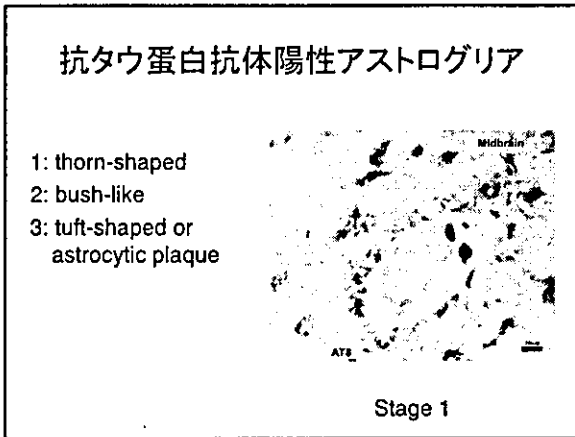 抗タウ蛋白抗体陽性アストログリア
1: thorn-shaped
2: bush-like
3: tuft-shaped or
astrocytic plaque
Midbrain
AT8
Stage 1